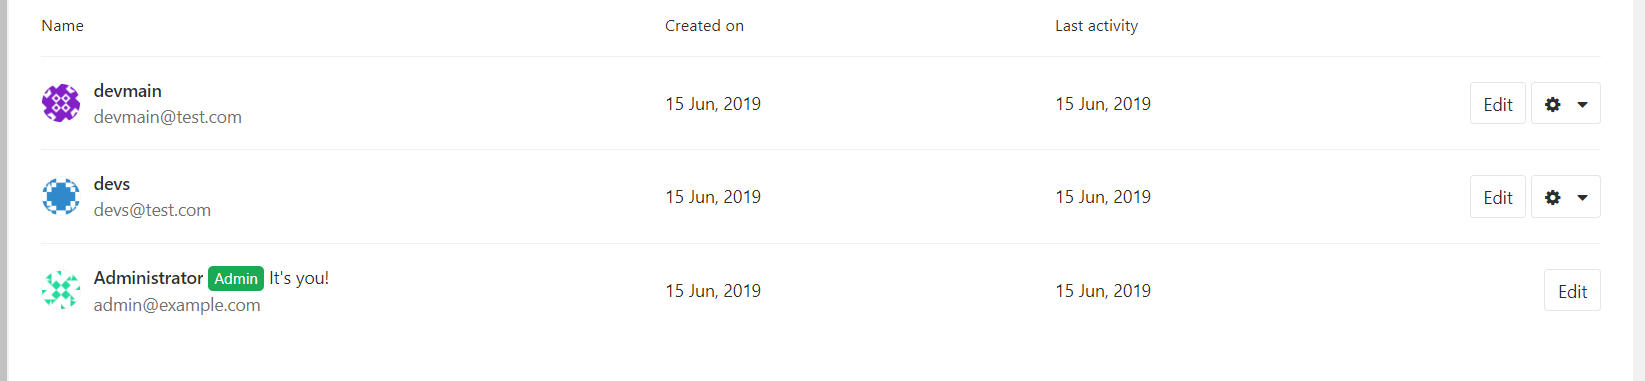 Name Created on Last activity
devmain
devmain@test.com
15 Jun, 2019 15 Jun, 2019 Edit
devs
devs@test.com
15 Jun, 2019 15 Jun, 2019 Edit
Administrator Admin It's you!
admin@example.com
15 Jun, 2019 15 Jun, 2019 Edit